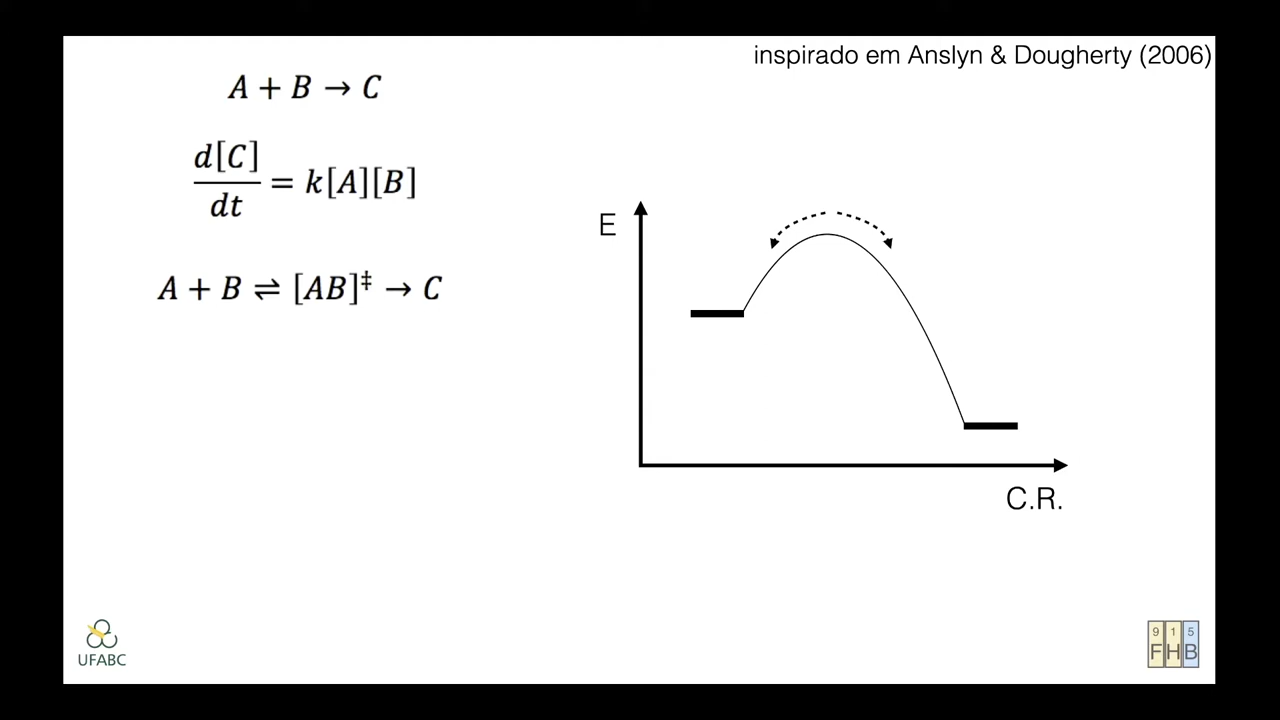 inspirado em Anslyn & Dougherty (2006)
A + B → C
d[C]/dt = k[A][B]
A + B ⇌ [AB]‡ → C
E
C.R.
UFABC
9 1 5
F H B